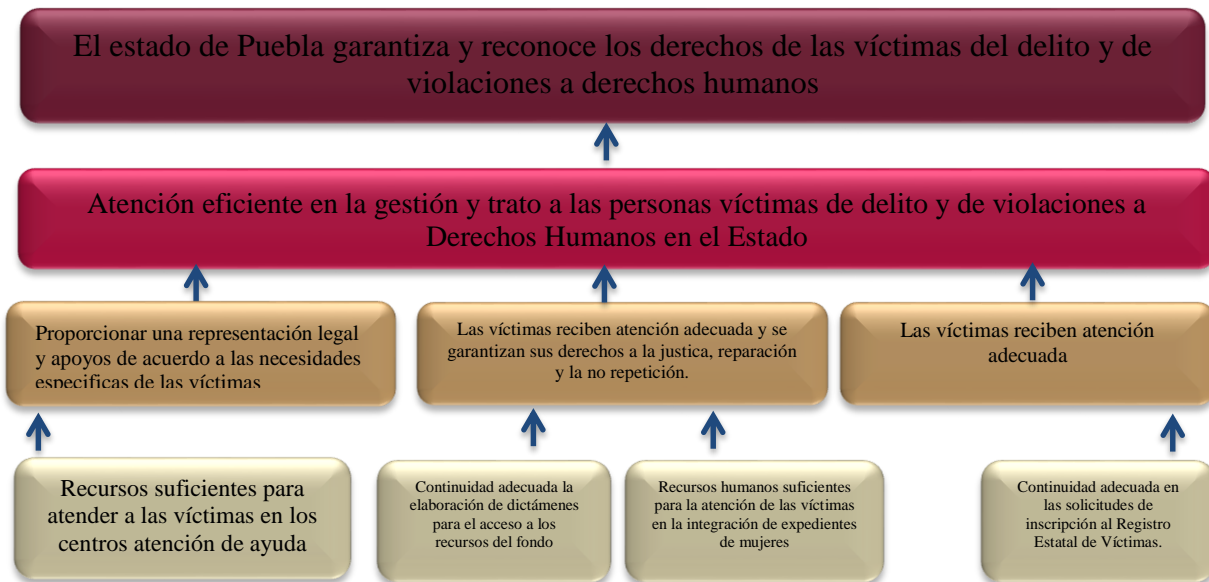 El estado de Puebla garantiza y reconoce los derechos de las víctimas del delito y de
violaciones a derechos humanos
Atención eficiente en la gestión y trato a las personas víctimas de delito y de violaciones a
Derechos Humanos en el Estado
Proporcionar una representación legal
y apoyos de acuerdo a las necesidades
especificas de las víctimas
Las víctimas reciben atención adecuada y se
garantizan sus derechos a la justica, reparación
y la no repetición.
Las víctimas reciben atención
adecuada
Recursos suficientes para
atender a las víctimas en los
centros atención de ayuda
Continuidad adecuada la
elaboración de dictámenes
para el acceso a los
recursos del fondo
Recursos humanos suficientes
para la atención de las víctimas
en la integración de expedientes
de mujeres
Continuidad adecuada en
las solicitudes de
inscripción al Registro
Estatal de Víctimas.